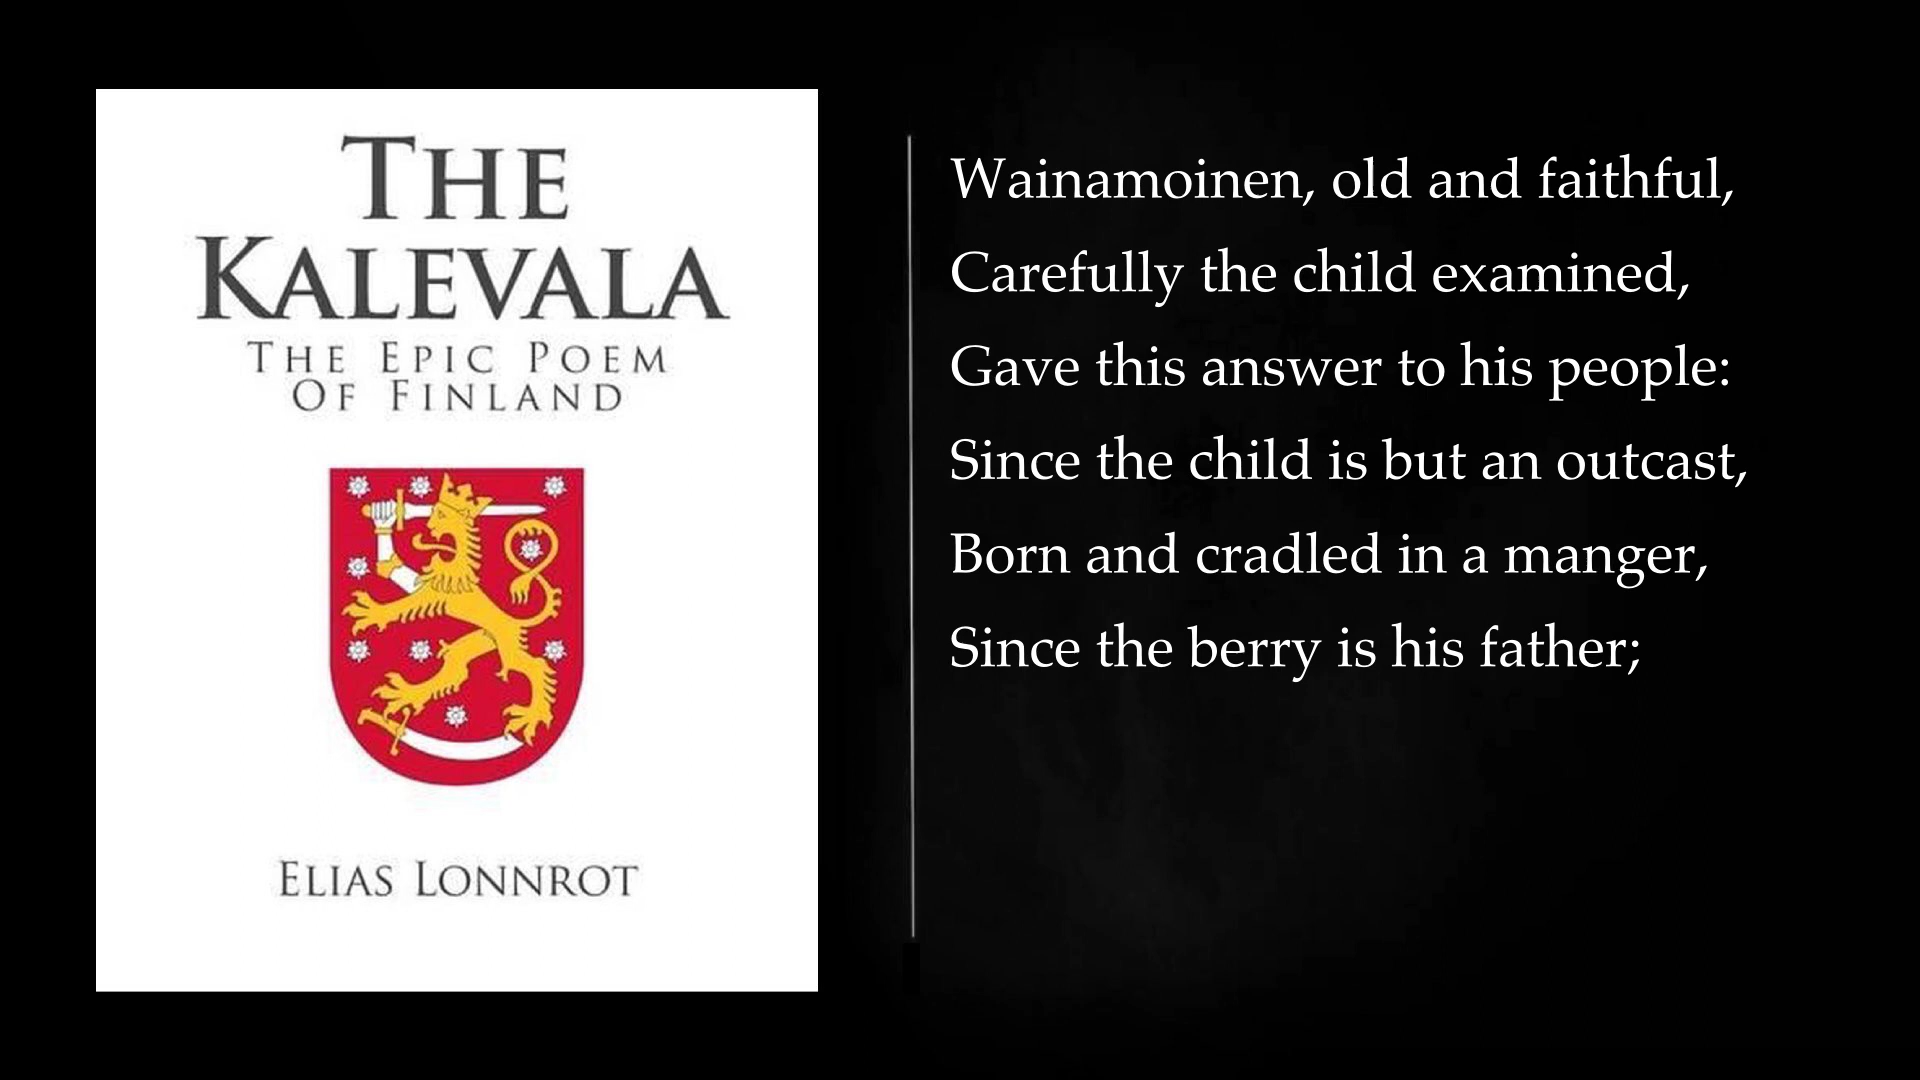 THE
KALEVALA
THE EPIC POEM
OF FINLAND
ELIAS LONNROT
Wainamoinen, old and faithful,
Carefully the child examined,
Gave this answer to his people:
Since the child is but an outcast,
Born and cradled in a manger,
Since the berry is his father;